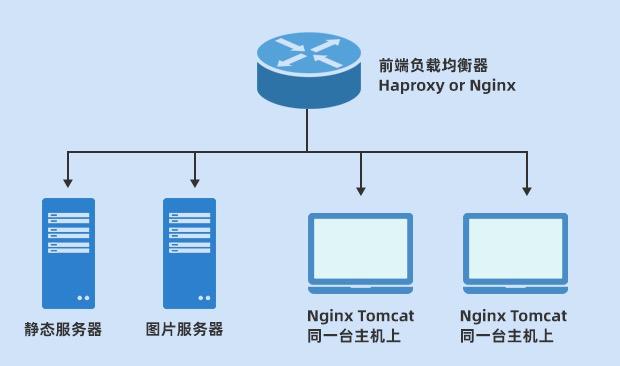 前端负载均衡器
Haproxy or Nginx
静态服务器
图片服务器
Nginx Tomcat
同一台主机上
Nginx Tomcat
同一台主机上